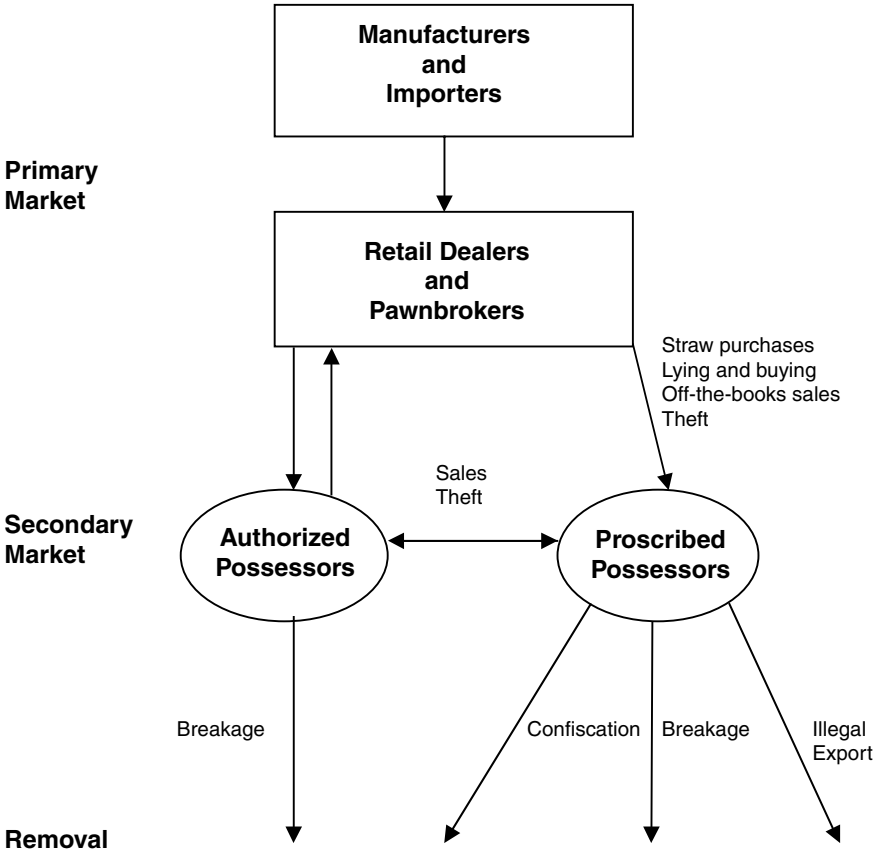 Manufacturers
and
Importers
Primary
Market
Retail Dealers
and
Pawnbrokers
Straw purchases
Lying and buying
Off-the-books sales
Theft
Sales
Theft
Secondary
Market
Authorized
Possessors
Proscribed
Possessors
Breakage
Confiscation
Breakage
Illegal
Export
Removal